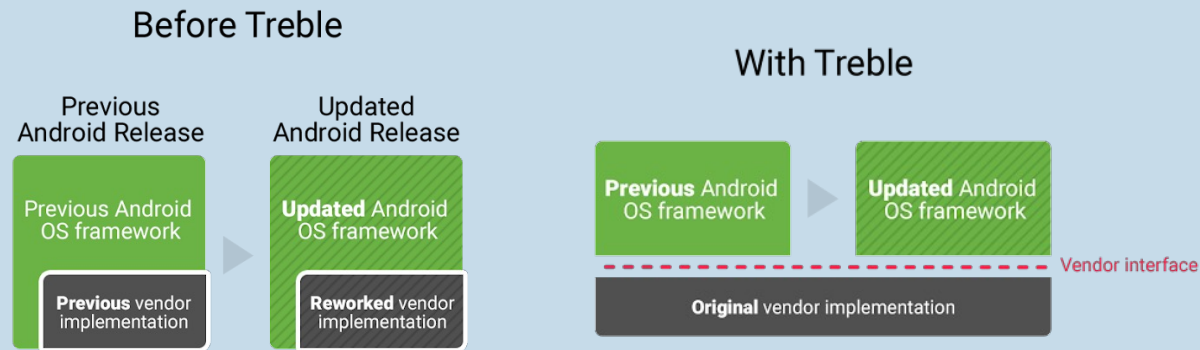 Before Treble
Previous
Android Release
Updated
Android Release
Previous Android
OS framework
Previous vendor
implementation
Updated Android
OS framework
Reworked vendor
implementation
With Treble
Previous Android
OS framework
Updated Android
OS framework
Vendor interface
Original vendor implementation